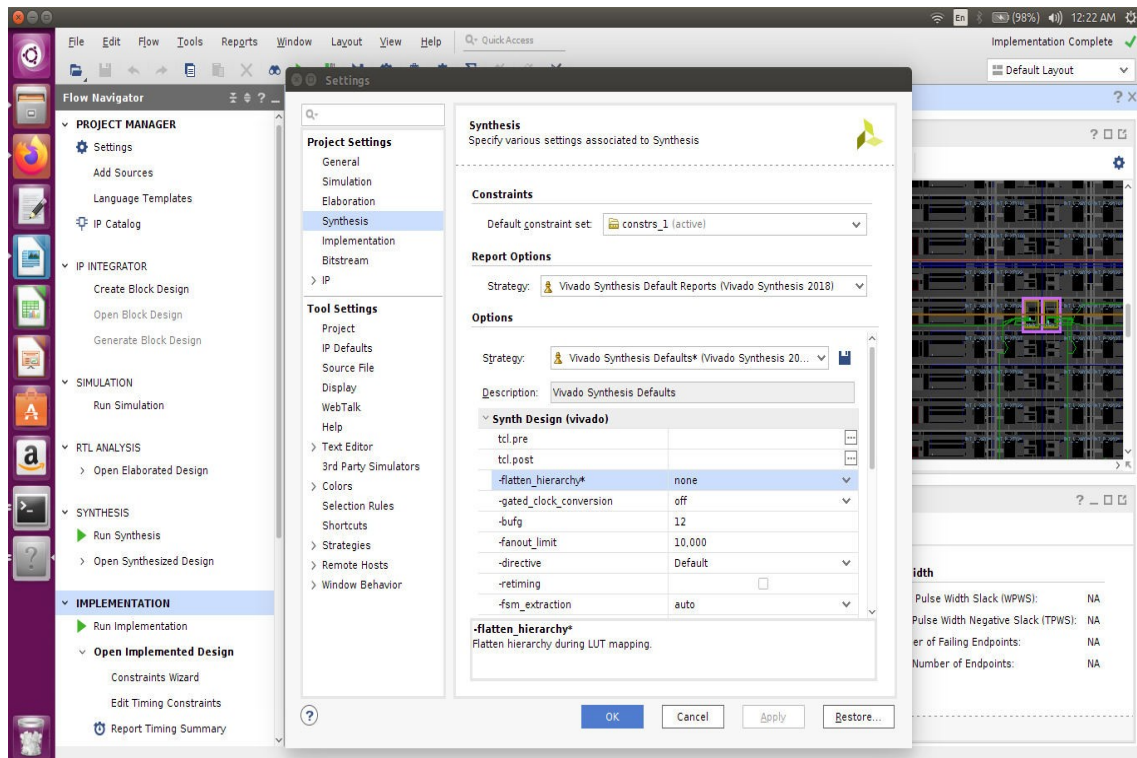 En (98%) 12:22 AM
File Edit Flow Tools Reports Window Layout View Help Q- Quick Access Implementation Complete
Default Layout
Flow Navigator ?
PROJECT MANAGER
Settings
Add Sources
Language Templates
IP Catalog
IP INTEGRATOR
Create Block Design
Open Block Design
Generate Block Design
SIMULATION
Run Simulation
RTL ANALYSIS
Open Elaborated Design
SYNTHESIS
Run Synthesis
Open Synthesized Design
IMPLEMENTATION
Run Implementation
Open Implemented Design
Constraints Wizard
Edit Timing Constraints
Report Timing Summary
Settings
Q-
Project Settings
General
Simulation
Elaboration
Synthesis
Implementation
Bitstream
> IP
Tool Settings
Project
IP Defaults
Source File
Display
WebTalk
Help
> Text Editor
3rd Party Simulators
> Colors
Selection Rules
Shortcuts
> Strategies
> Remote Hosts
> Window Behavior
Synthesis
Specify various settings associated to Synthesis
Constraints
Default constraint set: constrs_1 (active)
Report Options
Strategy: Vivado Synthesis Default Reports (Vivado Synthesis 2018)
Options
Strategy: Vivado Synthesis Defaults* (Vivado Synthesis 20...
Description: Vivado Synthesis Defaults
Synth Design (vivado)
tcl.pre ...
tcl.post ...
-flatten_hierarchy* none
-gated_clock_conversion off
-bufg 12
-fanout_limit 10,000
-directive Default
-retiming
-fsm_extraction auto
-flatten_hierarchy*
Flatten hierarchy during LUT mapping.
? OK Cancel Apply Restore...
? X
?
?
idth
Pulse Width Slack (WPWS): NA
Pulse Width Negative Slack (TPWS): NA
er of Failing Endpoints: NA
Number of Endpoints: NA